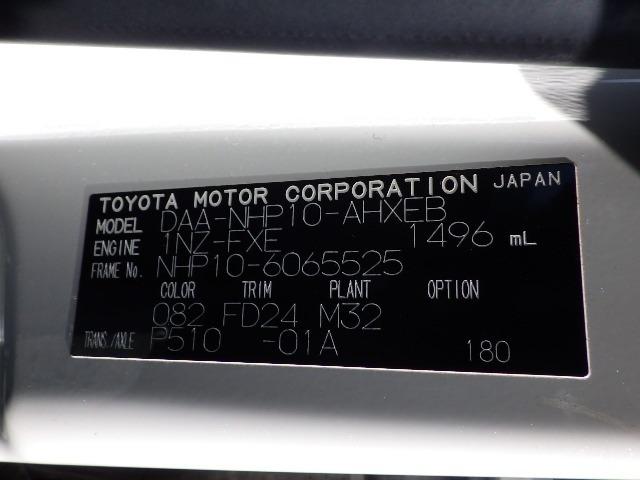 TOYOTA MOTOR CORPORATION JAPAN
MODEL DAA-NHP10-AHXEB
ENGINE 1NZ-FXE 1496 mL
FRAME No. NHP10-6065525
COLOR TRIM PLANT OPTION
082 FD24 M32
TRANS./AXLE P510 -01A 180